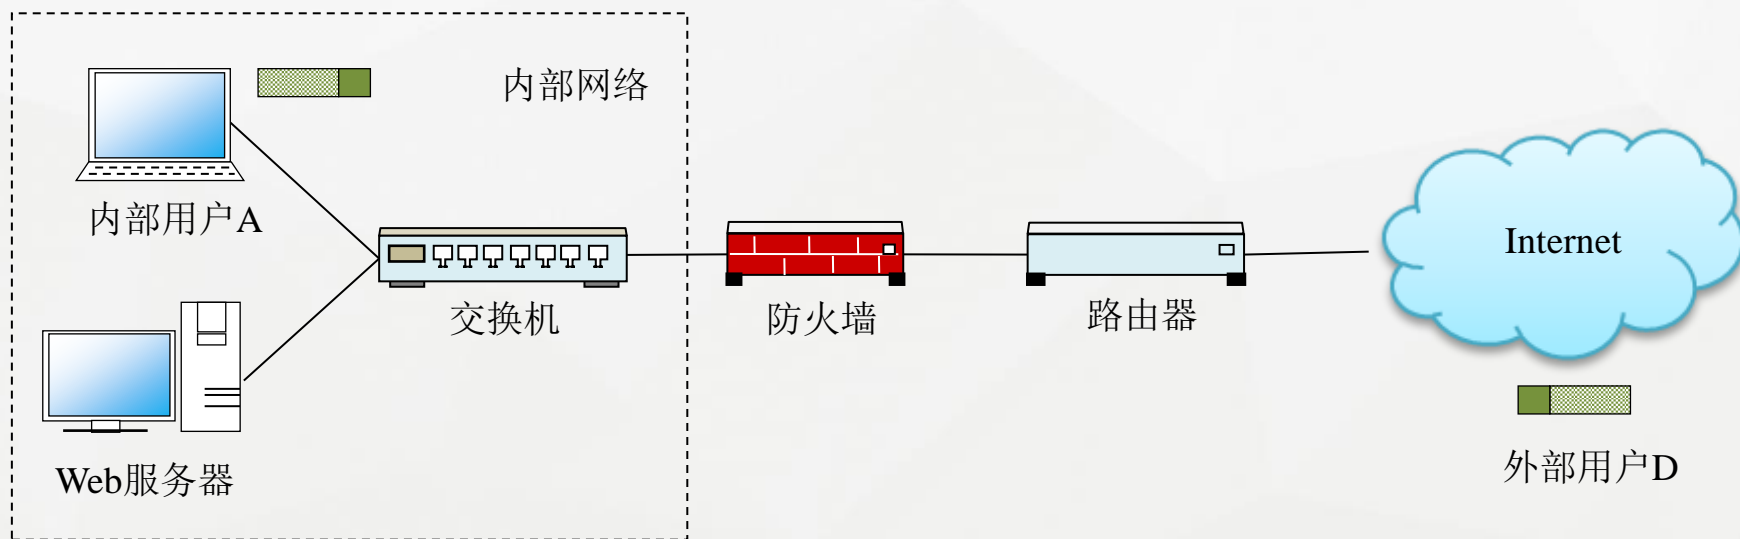 内部网络
内部用户A
Internet
交换机
防火墙
路由器
Web服务器
外部用户D